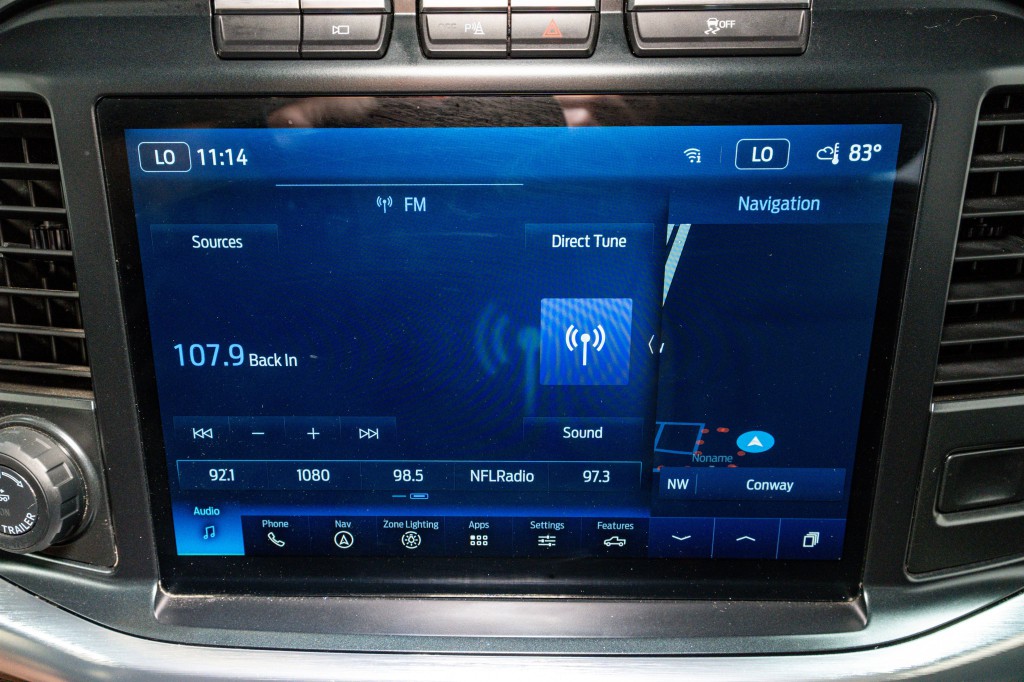 OFF
LO 11:14
LO 83°
FM
Navigation
Sources
Direct Tune
107.9 Back In
Sound
Noname
92.1 1080 98.5 NFLRadio 97.3
NW Conway
Audio Phone Nav Zone Lighting Apps Settings Features
TRAILER